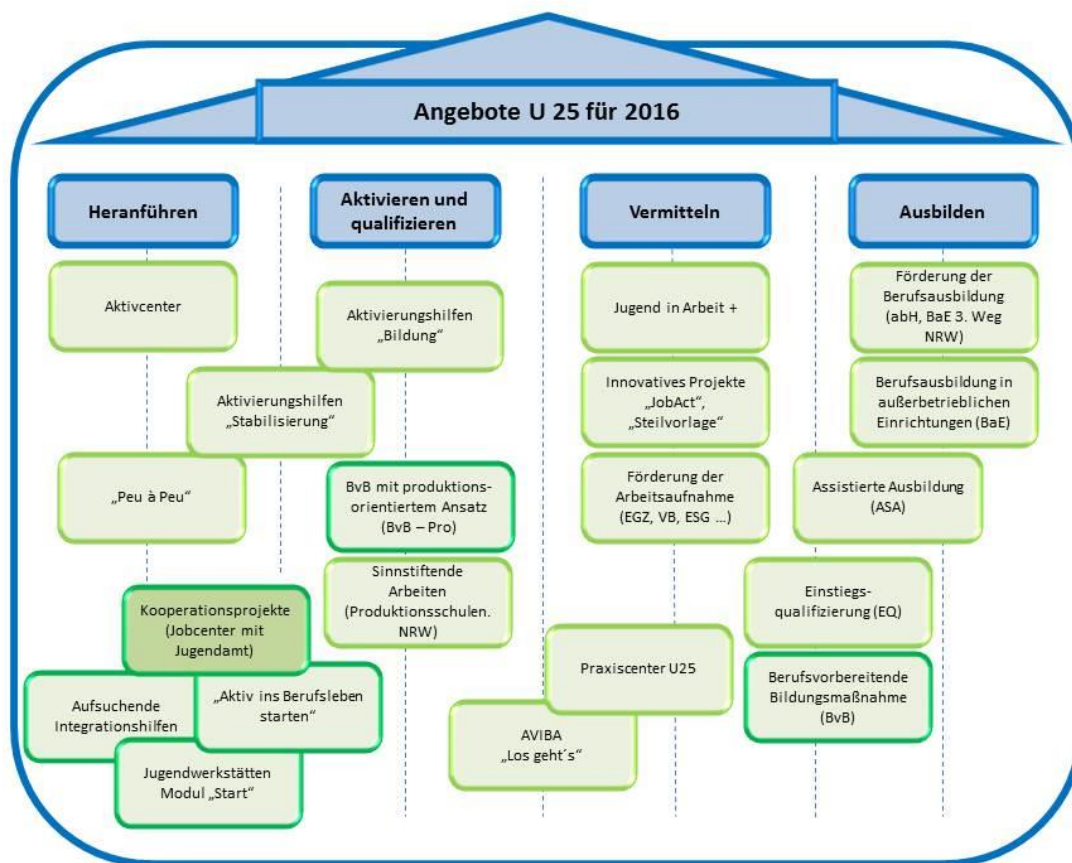 Angebote U 25 für 2016
Heranführen
Aktivcenter
Aktivierungshilfen
„Stabilisierung“
„Peu à Peu“
Kooperationsprojekte
(Jobcenter mit
Jugendamt)
Aufsuchende
Integrationshilfen
„Aktiv ins Berufsleben
starten“
Jugendwerkstätten
Modul „Start“
Aktivieren und
qualifizieren
Aktivierungshilfen
„Bildung“
BvB mit produktions-
orientiertem Ansatz
(BvB – Pro)
Sinnstiftende
Arbeiten
(Produktionsschulen.
NRW)
Vermitteln
Jugend in Arbeit +
Innovatives Projekte
„JobAct“,
„Steilvorlage“
Förderung der
Arbeitsaufnahme
(EGZ, VB, ESG ...)
Praxiscenter U25
AVIBA
„Los geht´s“
Ausbilden
Förderung der
Berufsausbildung
(abH, BaE 3. Weg
NRW)
Berufsausbildung in
außerbetrieblichen
Einrichtungen (BaE)
Assistierte Ausbildung
(ASA)
Einstiegs-
qualifizierung (EQ)
Berufsvorbereitende
Bildungsmaßnahme
(BvB)